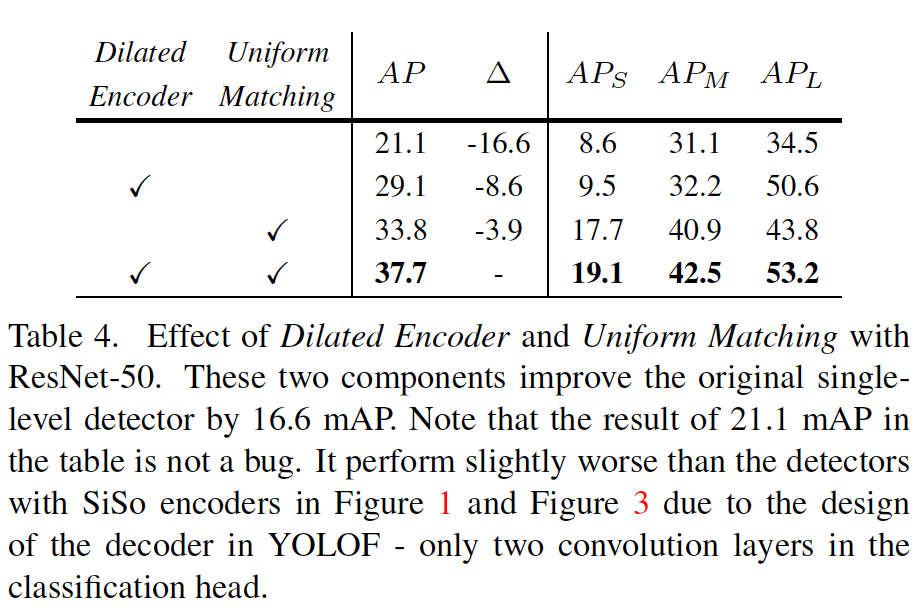 Dilated Encoder Uniform Matching AP Δ AP_S AP_M AP_L
21.1 -16.6 8.6 31.1 34.5
✓ 29.1 -8.6 9.5 32.2 50.6
✓ 33.8 -3.9 17.7 40.9 43.8
✓ ✓ 37.7 - 19.1 42.5 53.2
Table 4. Effect of Dilated Encoder and Uniform Matching with
ResNet-50. These two components improve the original single-
level detector by 16.6 mAP. Note that the result of 21.1 mAP in
the table is not a bug. It perform slightly worse than the detectors
with SiSo encoders in Figure 1 and Figure 3 due to the design
of the decoder in YOLOF - only two convolution layers in the
classification head.